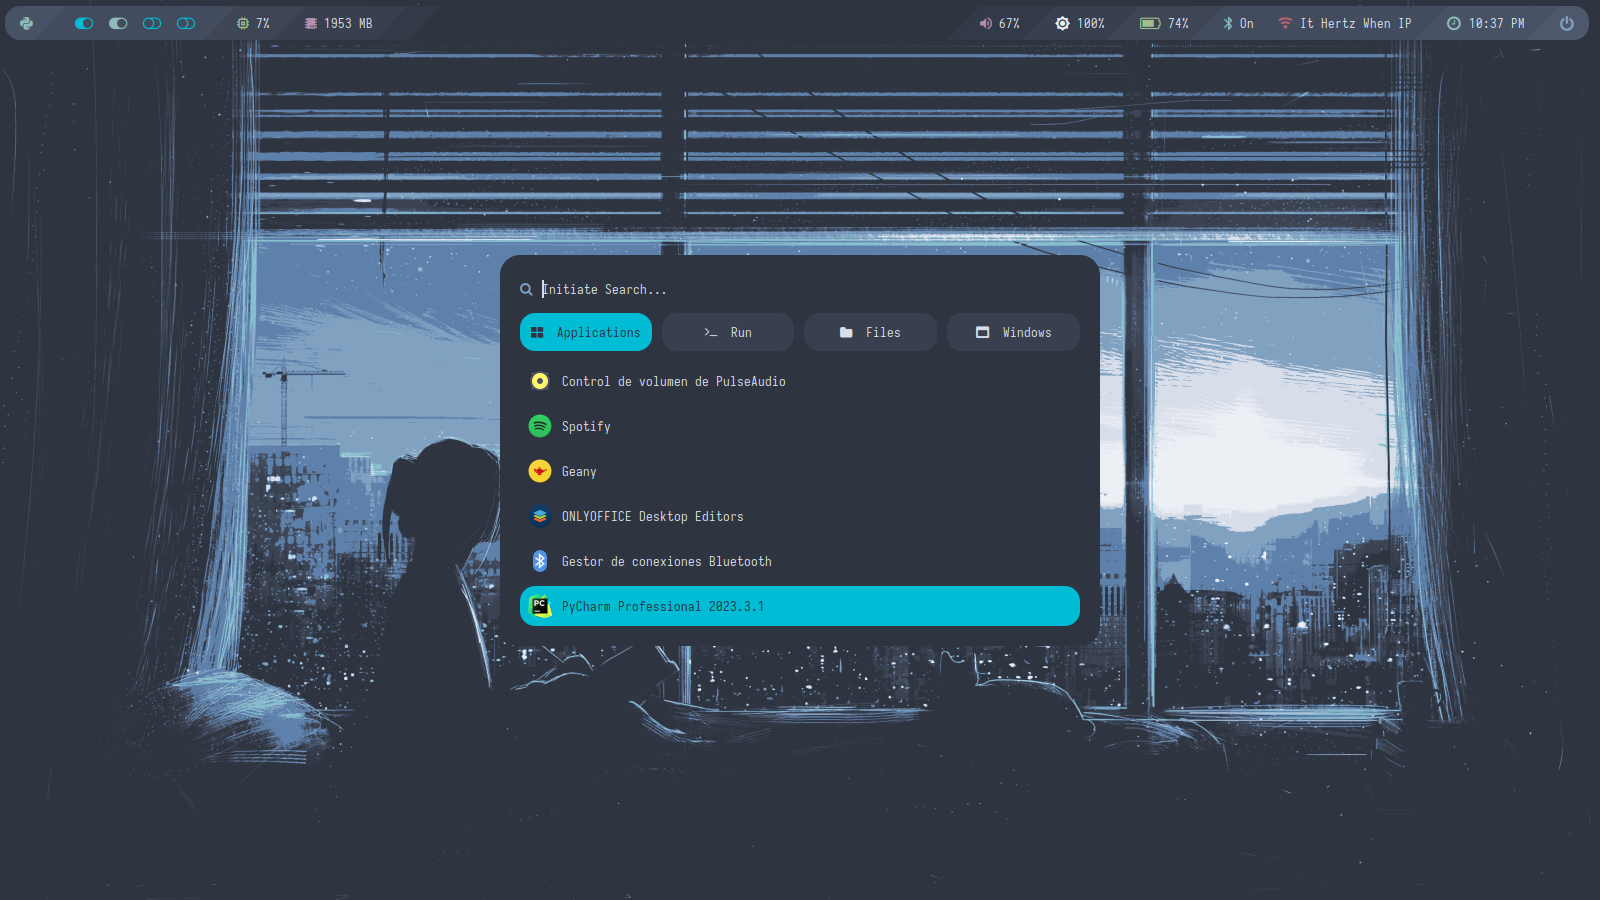 7% 1953 MB 67% 100% 74% On It Hertz When IP 10:37 PM
Initiate Search...
Applications Run Files Windows
Control de volumen de PulseAudio
Spotify
Geany
ONLYOFFICE Desktop Editors
Gestor de conexiones Bluetooth
PC PyCharm Professional 2023.3.1